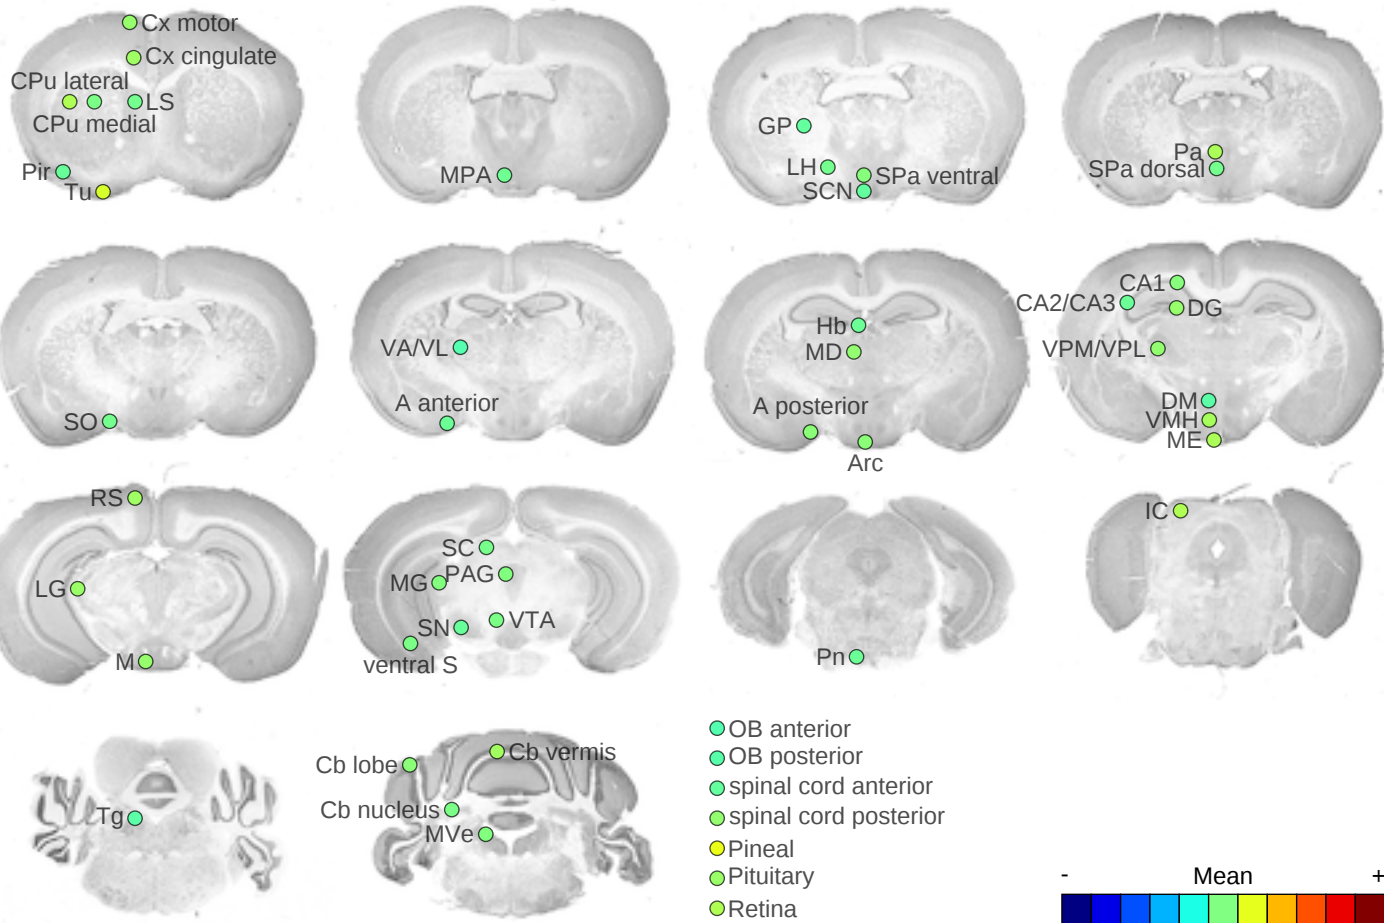 Cx motor
Cx cingulate
CPu lateral
LS
CPu medial
Pir
Tu
MPA
GP
LH
SPa ventral
SCN
Pa
SPa dorsal
SO
VA/VL
A anterior
Hb
MD
A posterior
Arc
CA1
CA2/CA3
DG
VPM/VPL
DM
VMH
ME
RS
LG
M
SC
MG
PAG
SN
VTA
ventral S
Pn
IC
Tg
Cb lobe
Cb vermis
Cb nucleus
MVe
OB anterior
OB posterior
spinal cord anterior
spinal cord posterior
Pineal
Pituitary
Retina
- Mean +